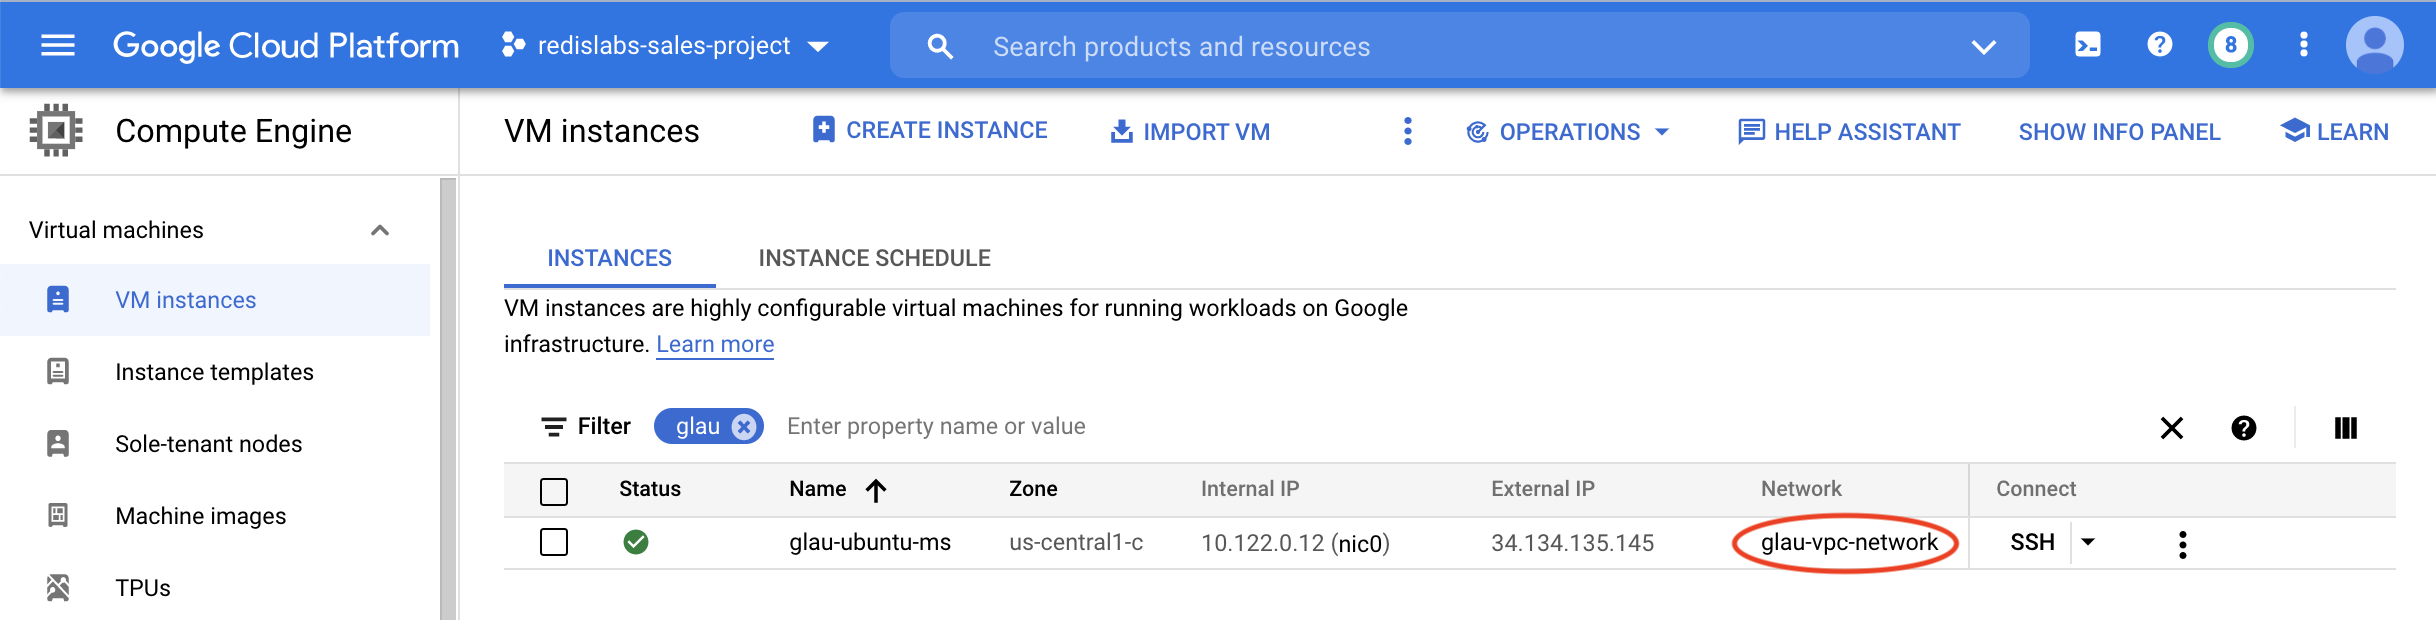 Google Cloud Platform redislabs-sales-project Search products and resources 8
Compute Engine VM instances CREATE INSTANCE IMPORT VM OPERATIONS HELP ASSISTANT SHOW INFO PANEL LEARN
Virtual machines
VM instances
Instance templates
Sole-tenant nodes
Machine images
TPUs
INSTANCES INSTANCE SCHEDULE
VM instances are highly configurable virtual machines for running workloads on Google
infrastructure. Learn more
Filter glau Enter property name or value
Status Name Zone Internal IP External IP Network Connect
glau-ubuntu-ms us-central1-c 10.122.0.12 (nic0) 34.134.135.145 glau-vpc-network SSH